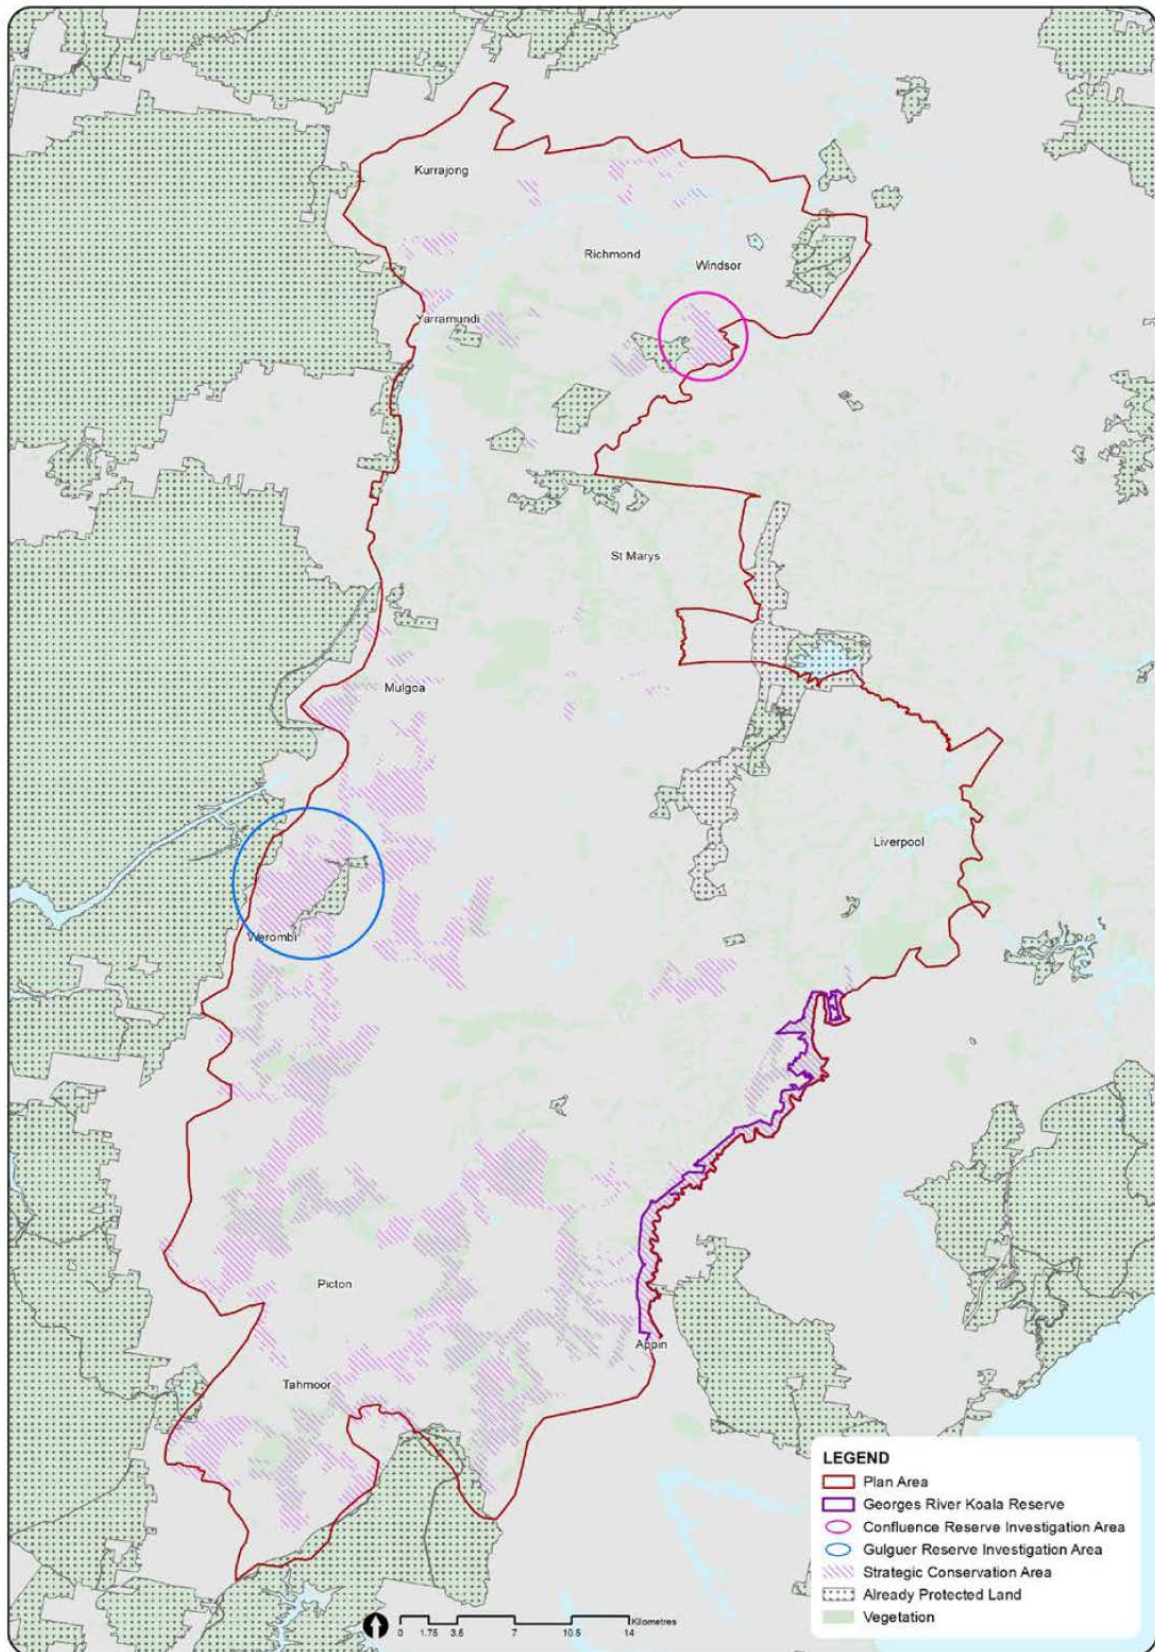 Kurrajong
Richmond
Windsor
Yarramundi
St Marys
Mulgoa
Liverpool
Werombi
Picton
Appin
Tahmoor
LEGEND
Plan Area
Georges River Koala Reserve
Confluence Reserve Investigation Area
Gulguer Reserve Investigation Area
Strategic Conservation Area
Already Protected Land
Vegetation
Kilometres
0 1.75 3.5 7 10.5 14